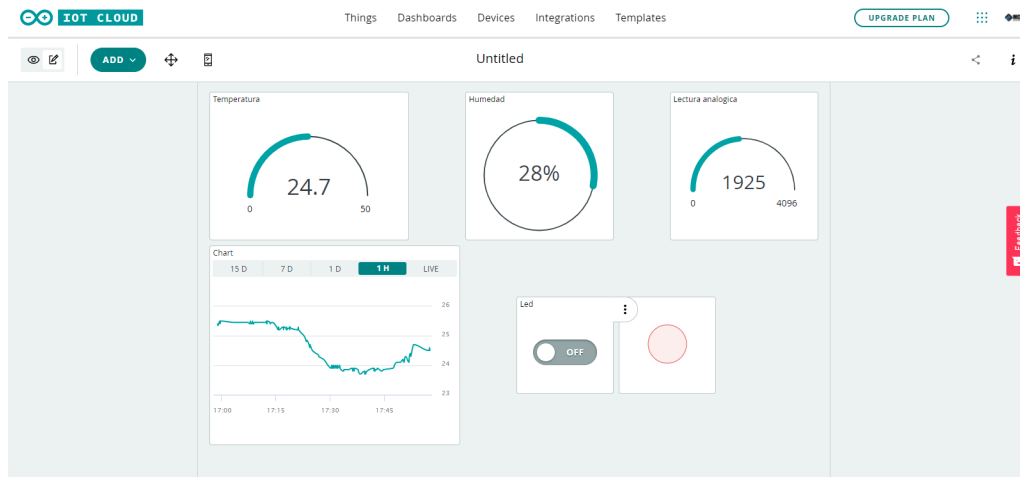 IOT CLOUD
Things Dashboards Devices Integrations Templates
UPGRADE PLAN
ADD
Untitled
i
Temperatura
24.7
0 50
Humedad
28%
Lectura analogica
1925
0 4096
Feedback
Chart
15 D 7 D 1 D 1 H LIVE
26
25
24
23
17:00 17:15 17:30 17:45
Led
OFF